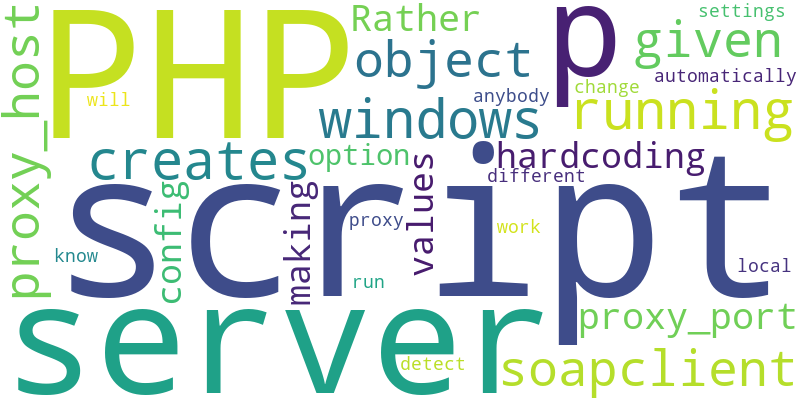 proxy_host
PHP
will
Rather
object
windows
anybody
p
given
settings
automatically
change
running
creates
option
hardcoding
different
script
know
config
making
proxy
values
work
local
run
server
detect
proxy_port
soapclient